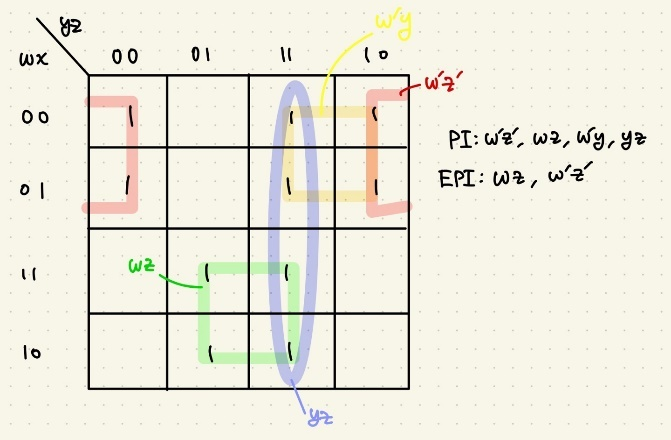 yz
w'y
wx
00 01 11 10
w'z'
00 1 1 1
PI: w'z', wz, w'y, yz
01 1 1 1
EPI: wz, w'z'
wz
11 1 1
10 1 1
yz